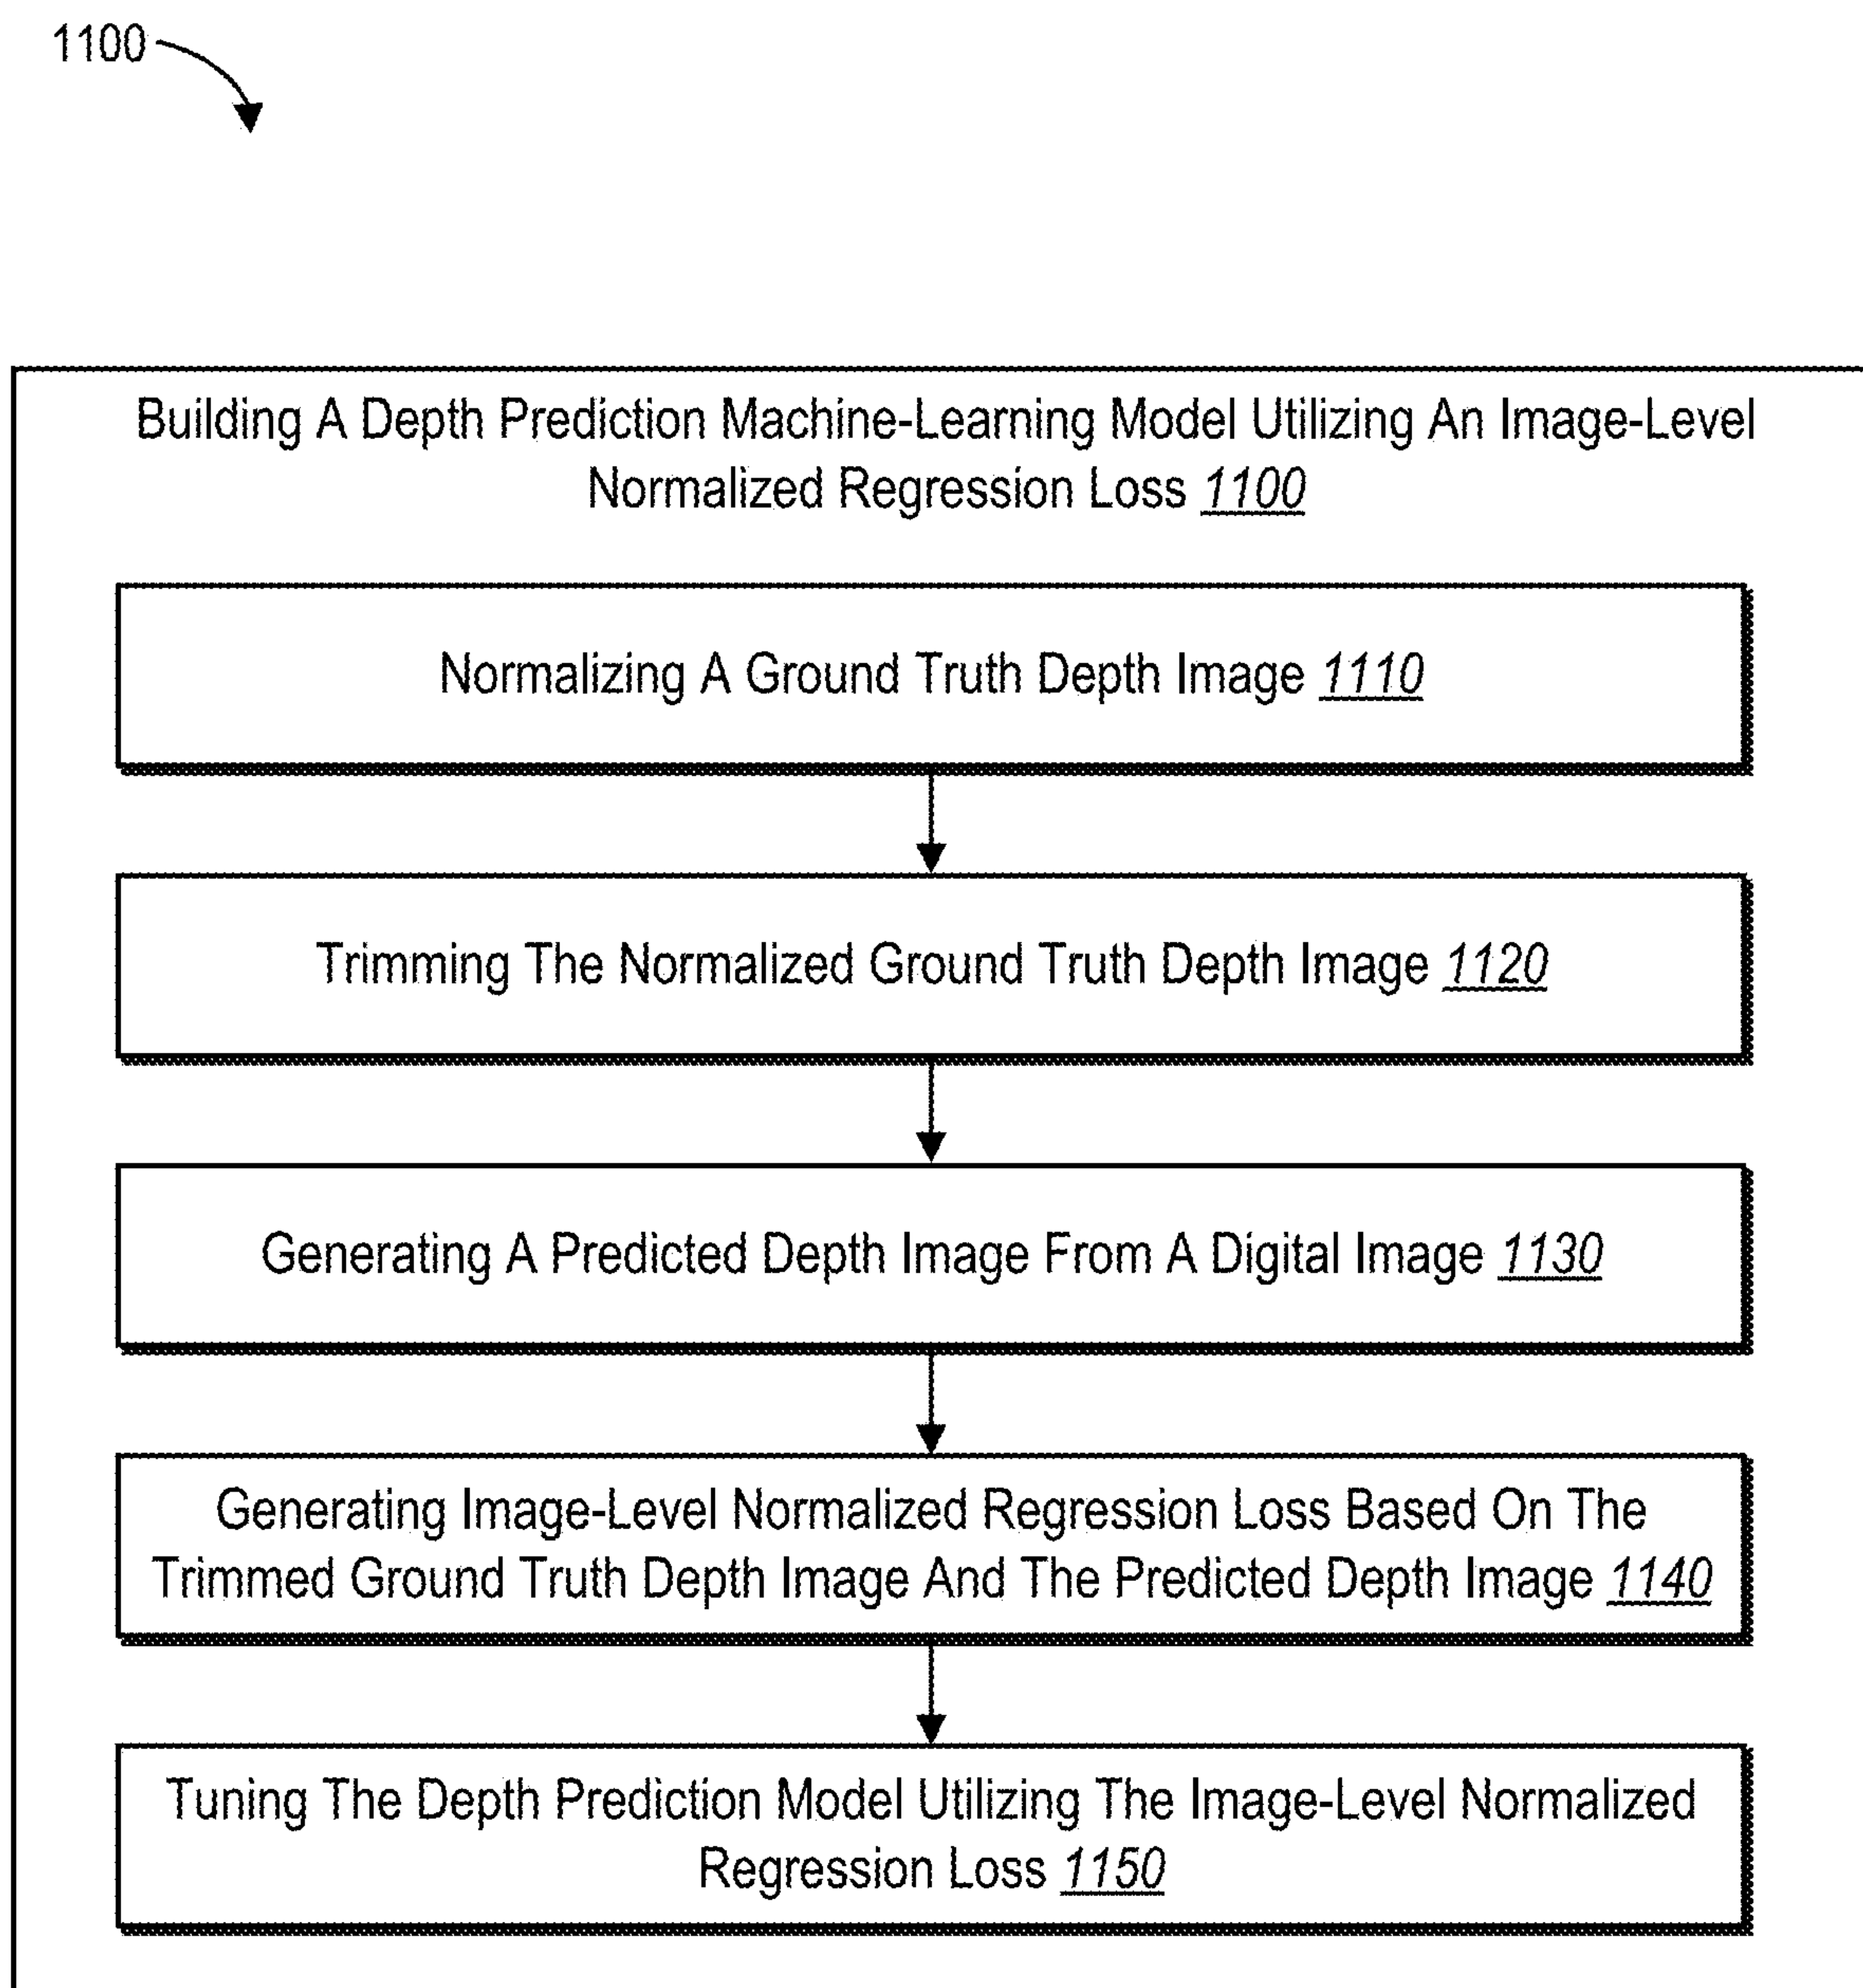 1100
Building A Depth Prediction Machine-Learning Model Utilizing An Image-Level
Normalized Regression Loss 1100
Normalizing A Ground Truth Depth Image 1110
Trimming The Normalized Ground Truth Depth Image 1120
Generating A Predicted Depth Image From A Digital Image 1130
Generating Image-Level Normalized Regression Loss Based On The
Trimmed Ground Truth Depth Image And The Predicted Depth Image 1140
Tuning The Depth Prediction Model Utilizing The Image-Level Normalized
Regression Loss 1150